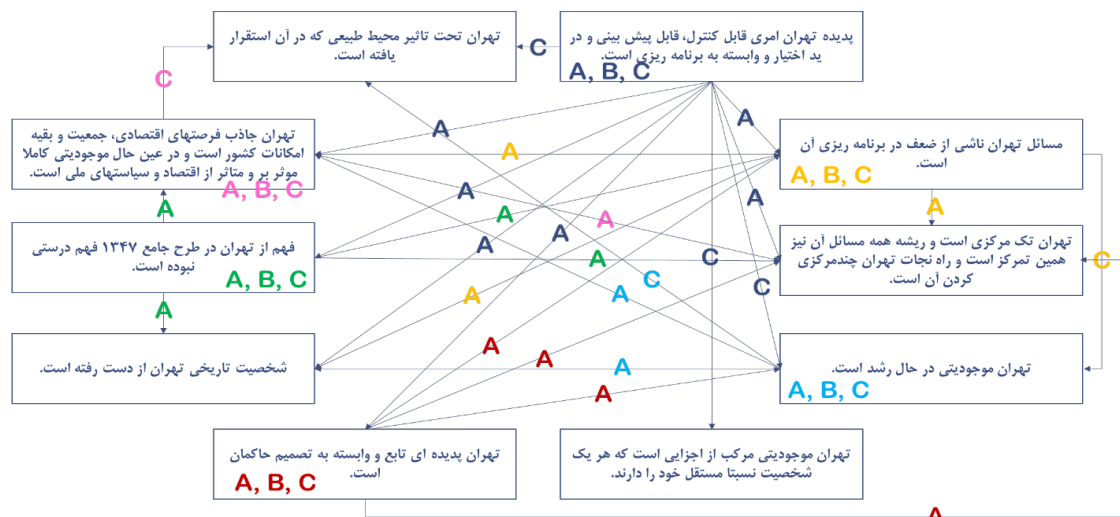 پدیده تهران امری قابل کنترل، قابل پیش بینی و در
ید اختیار و وابسته به برنامه ریزی است.
A, B, C
C
تهران تحت تاثیر محیط طبیعی که در آن استقرار
یافته است.
C
مسائل تهران ناشی از ضعف در برنامه ریزی آن
است.
A, B, C
A
A
A
تهران جاذب فرصتهای اقتصادی، جمعیت و بقیه
امکانات کشور است و در عین حال موجودیتی کاملا
موثر بر و متاثر از اقتصاد و سیاستهای ملی است.
A, B, C
A
A
A
A
A
A
A
تهران تک مرکزی است و ریشه همه مسائل آن نیز
همین تمرکز است و راه نجات تهران چندمرکزی
کردن آن است.
C
A
A
C
C
A
فهم از تهران در طرح جامع ۱۳۴۷ فهم درستی
نبوده است.
A, B, C
C
C
A
A
A
تهران موجودیتی در حال رشد است.
A, B, C
A
A
A
A
شخصیت تاریخی تهران از دست رفته است.
تهران موجودیتی مرکب از اجزایی است که هر یک
شخصیت نسبتا مستقل خود را دارند.
تهران پدیده ای تابع و وابسته به تصمیم حاکمان
است.
A, B, C
A